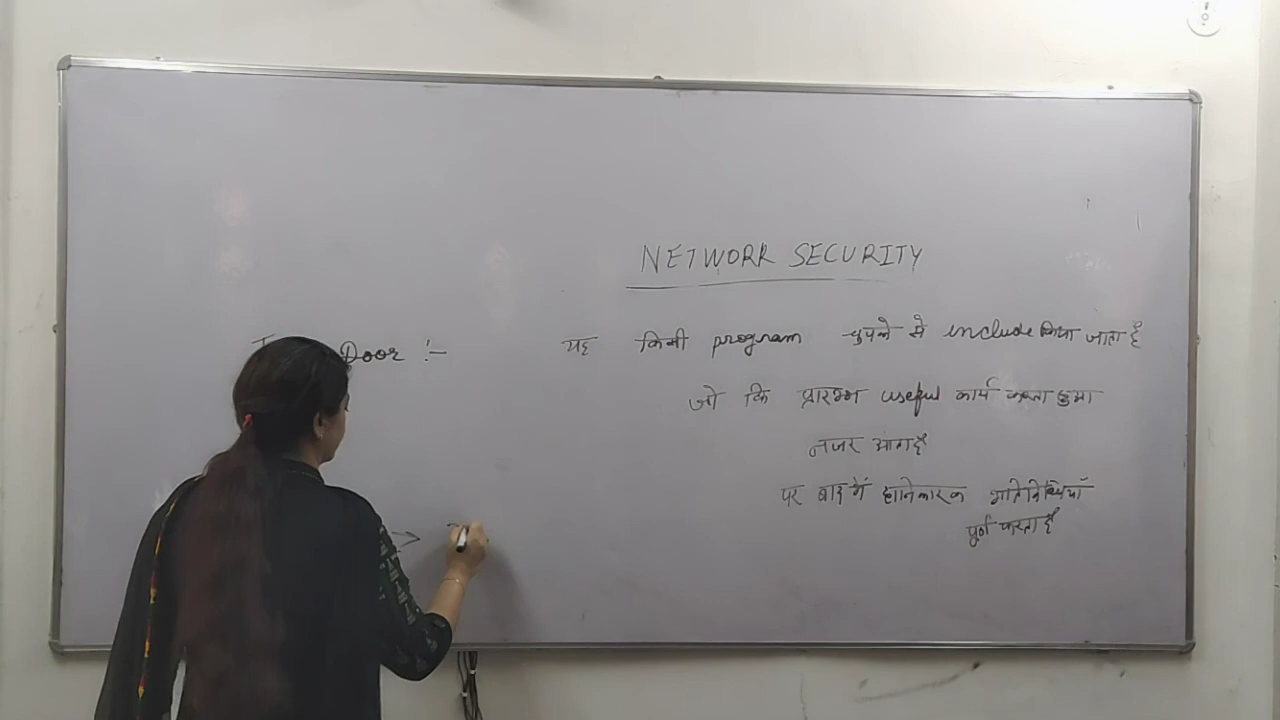 NETWORK SECURITY
Door :-
यह किसी program चुपके से include किया जाता है
जो कि प्रारम्भ useful कार्य करता हुआ
नजर आता है
पर बाद में हानिकारक गतिविधियाँ
पूर्ण करता है